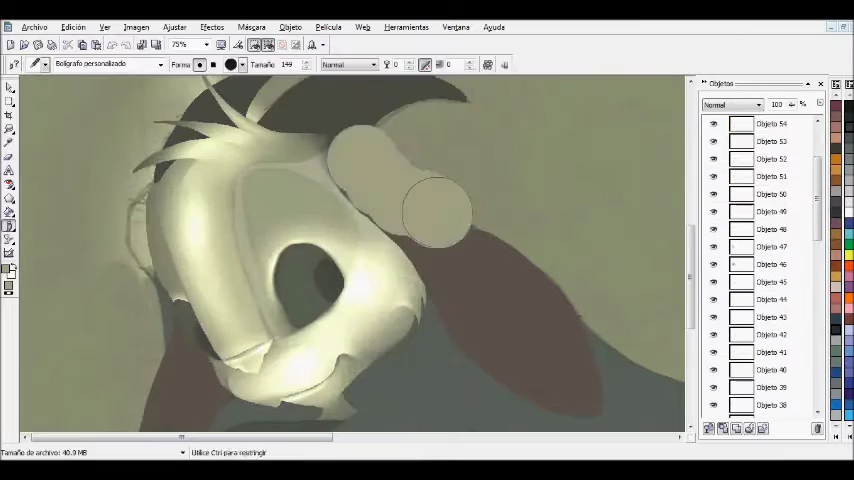 Archivo Edición Ver Imagen Ajustar Efectos Máscara Objeto Película Web Herramientas Ventana Ayuda
75%
Bolígrafo personalizado Forma Tamaño 149 Normal 0 0
Objetos
Normal 100 %
Objeto 54
Objeto 53
Objeto 52
Objeto 51
Objeto 50
Objeto 49
Objeto 48
Objeto 47
Objeto 46
Objeto 45
Objeto 44
Objeto 43
Objeto 42
Objeto 41
Objeto 40
Objeto 39
Objeto 38
Tamaño de archivo: 40.9 MB Utilice Ctrl para restringir